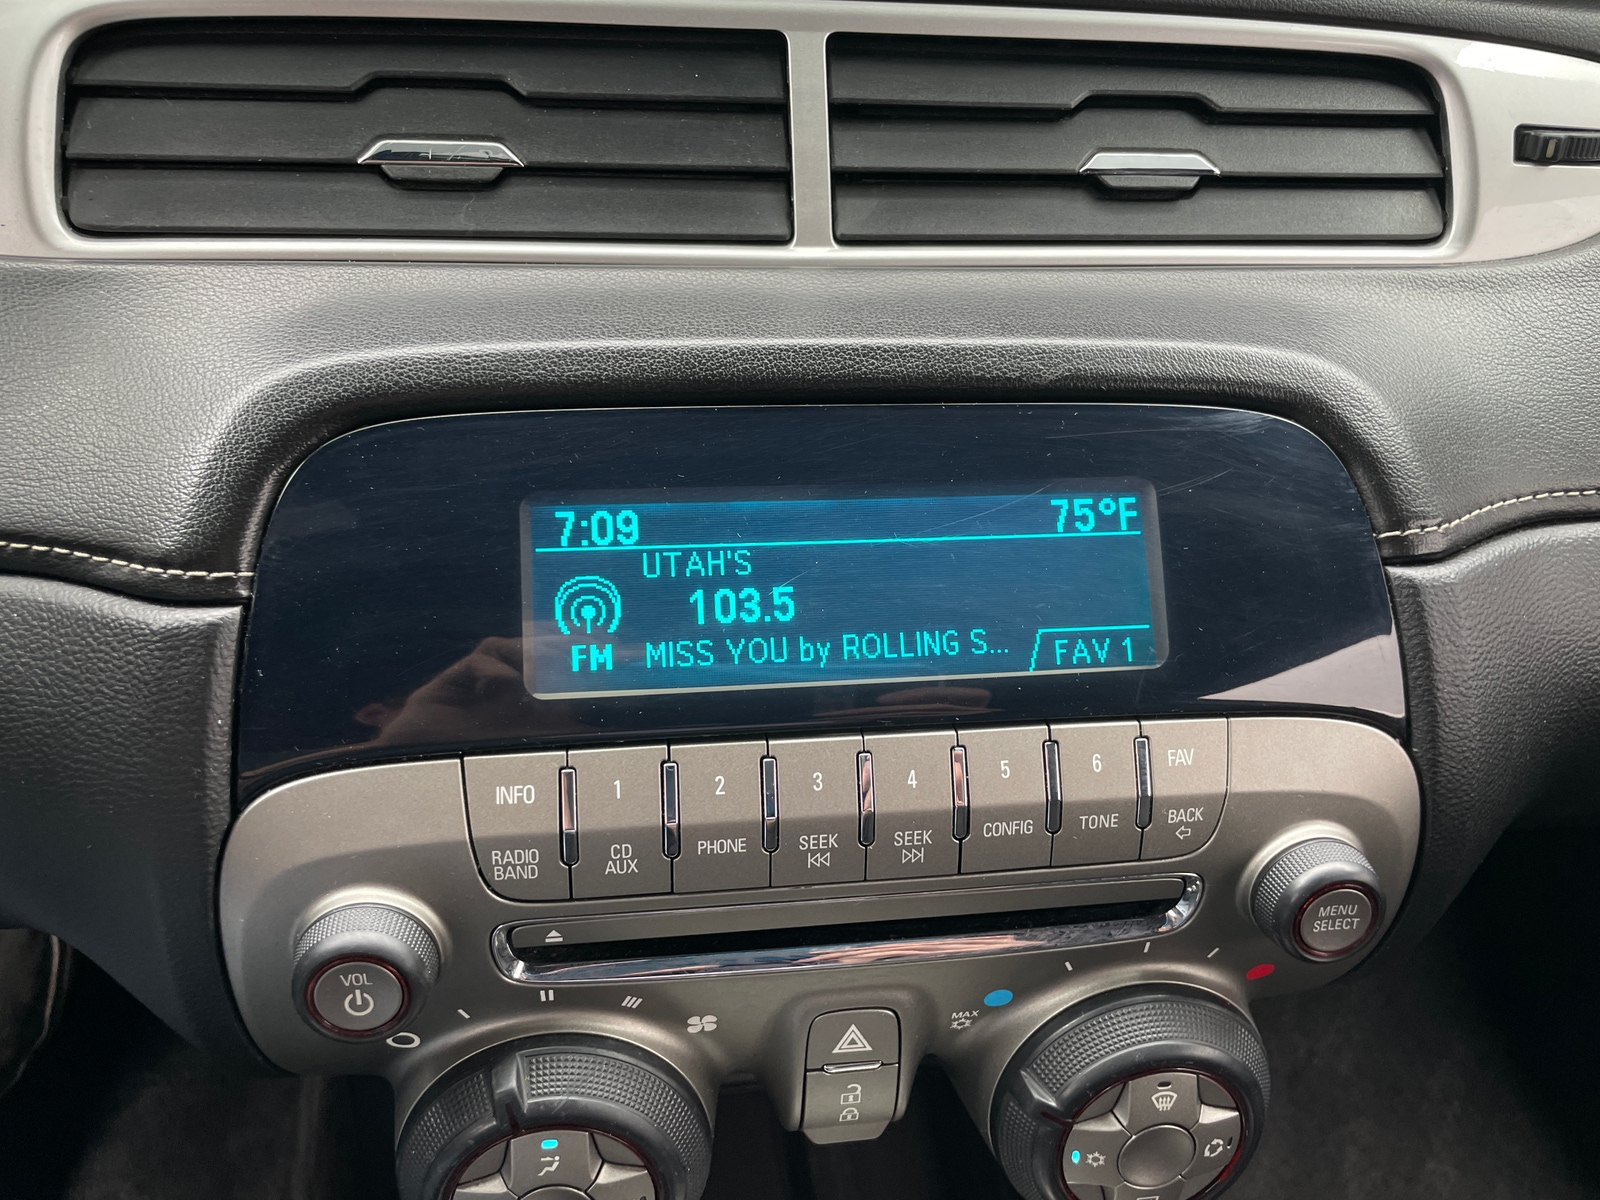 7:09 75°F
UTAH'S
103.5
FM MISS YOU by ROLLING S... FAV 1
INFO 1 2 3 4 5 6 FAV
RADIO BAND CD AUX PHONE SEEK SEEK CONFIG TONE BACK
VOL
MENU SELECT
MAX